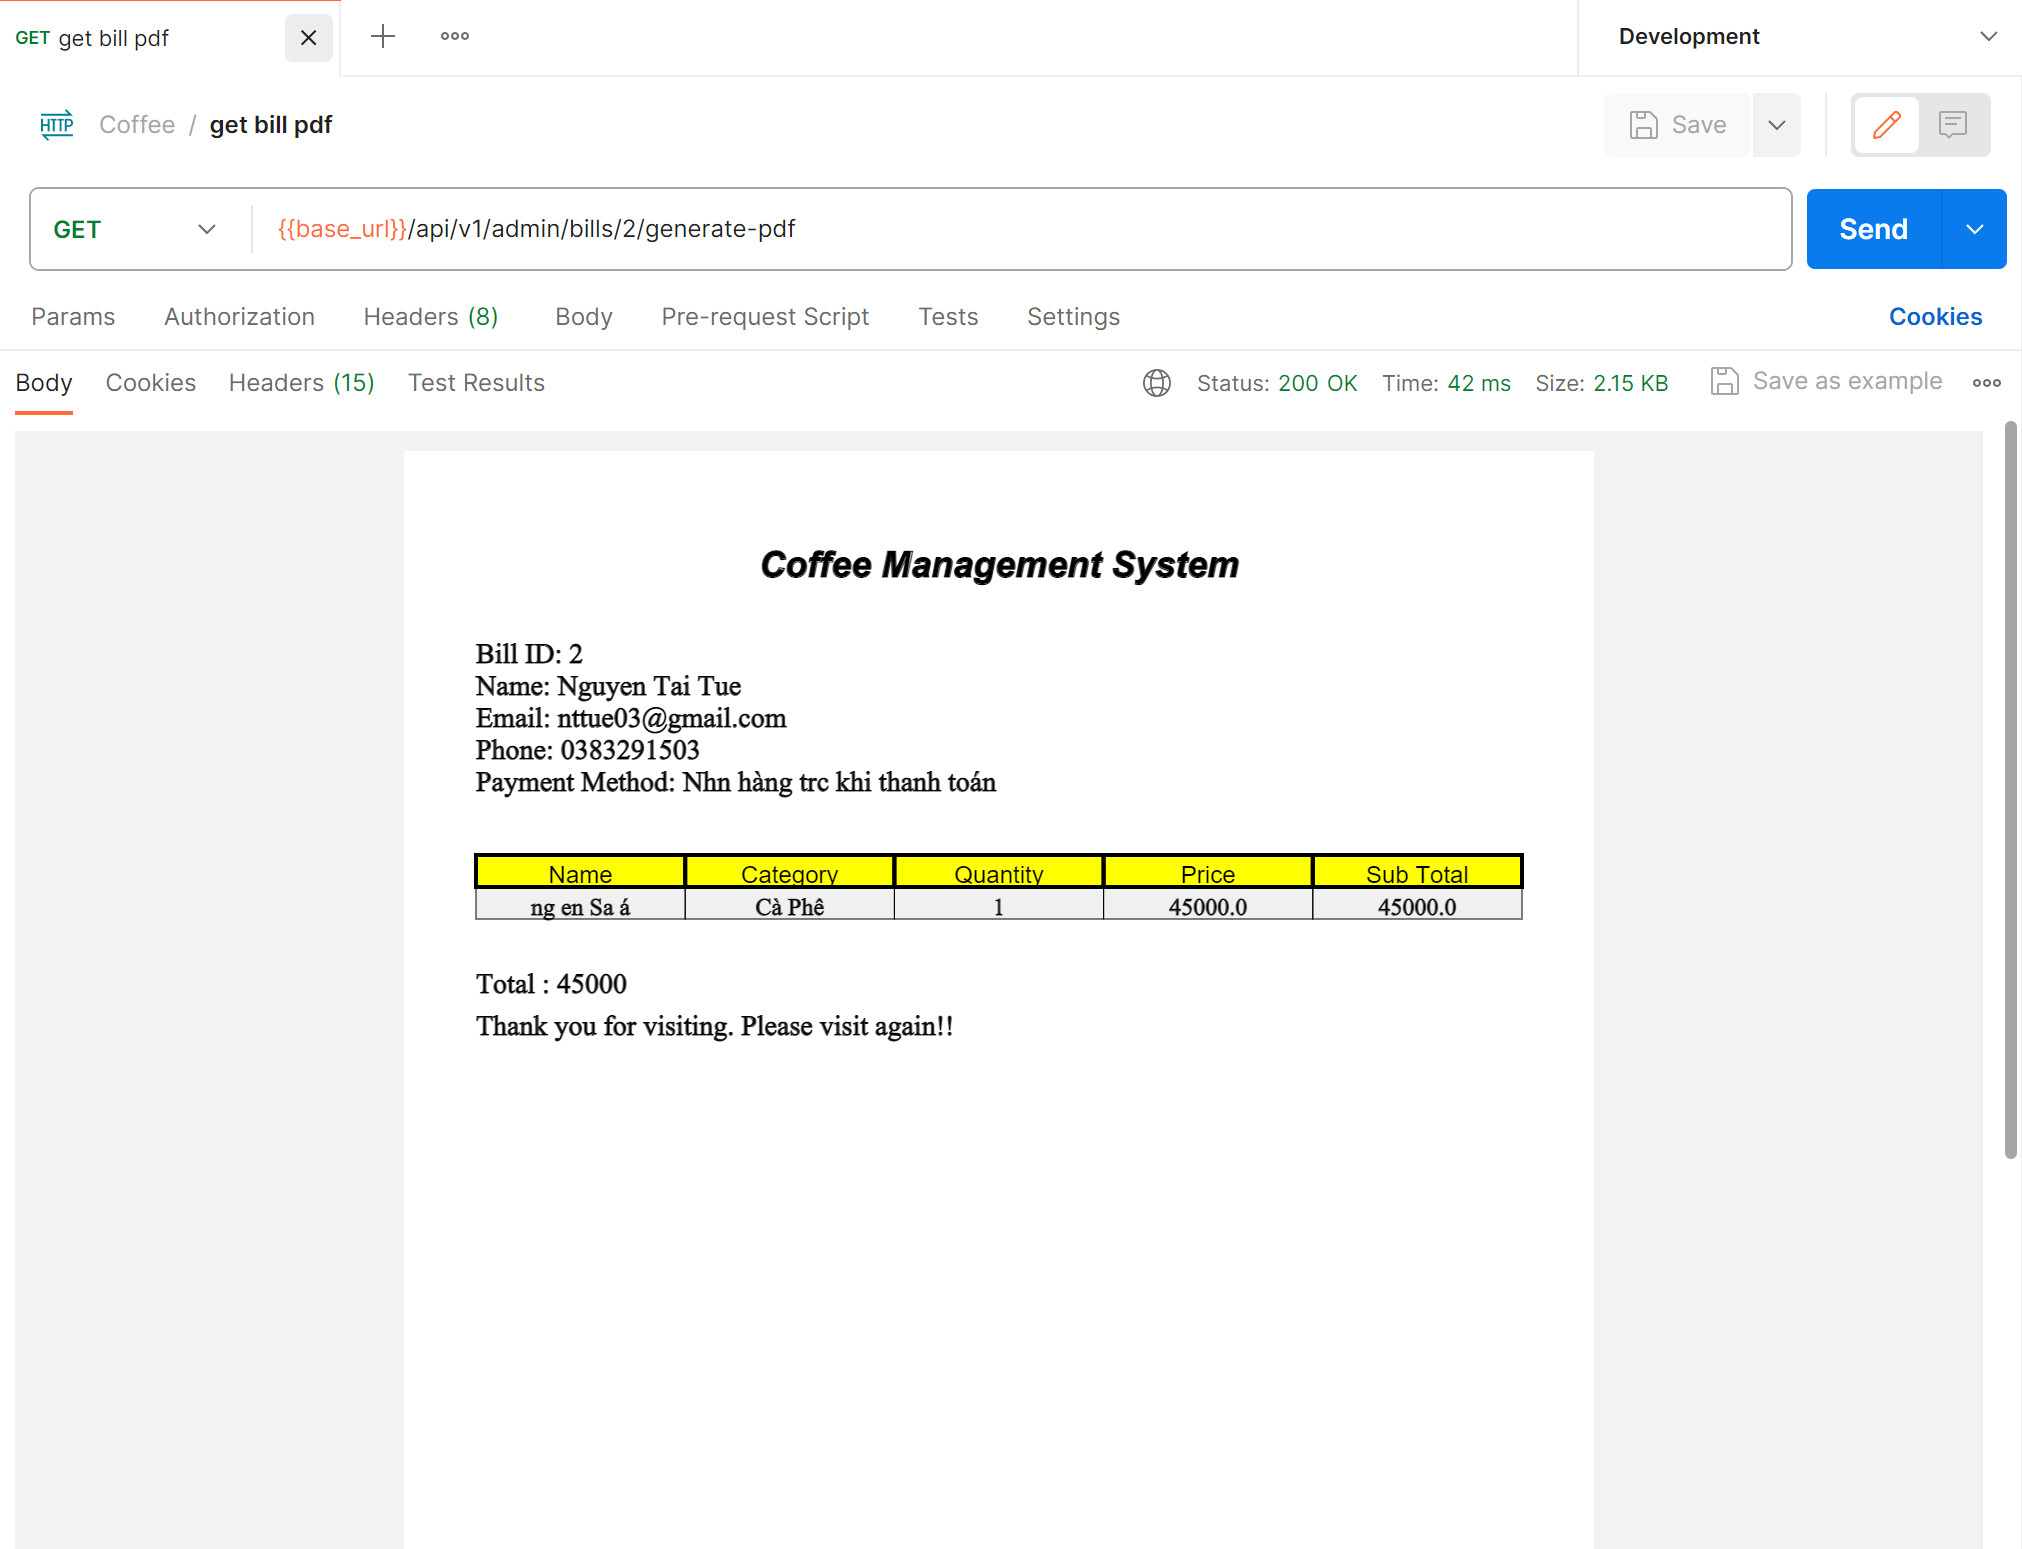 GET get bill pdf
Development
HTTP Coffee / get bill pdf
Save
GET {{base_url}}/api/v1/admin/bills/2/generate-pdf
Send
Params Authorization Headers (8) Body Pre-request Script Tests Settings Cookies
Body Cookies Headers (15) Test Results Status: 200 OK Time: 42 ms Size: 2.15 KB Save as example
Coffee Management System
Bill ID: 2
Name: Nguyen Tai Tue
Email: nttue03@gmail.com
Phone: 0383291503
Payment Method: Nhn hàng trc khi thanh toán
Name Category Quantity Price Sub Total
ng en Sa á Cà Phê 1 45000.0 45000.0
Total : 45000
Thank you for visiting. Please visit again!!